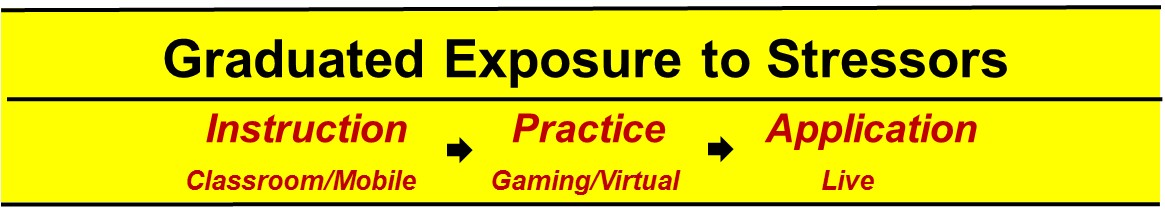 Graduated Exposure to Stressors
Instruction Practice Application
Classroom/Mobile Gaming/Virtual Live